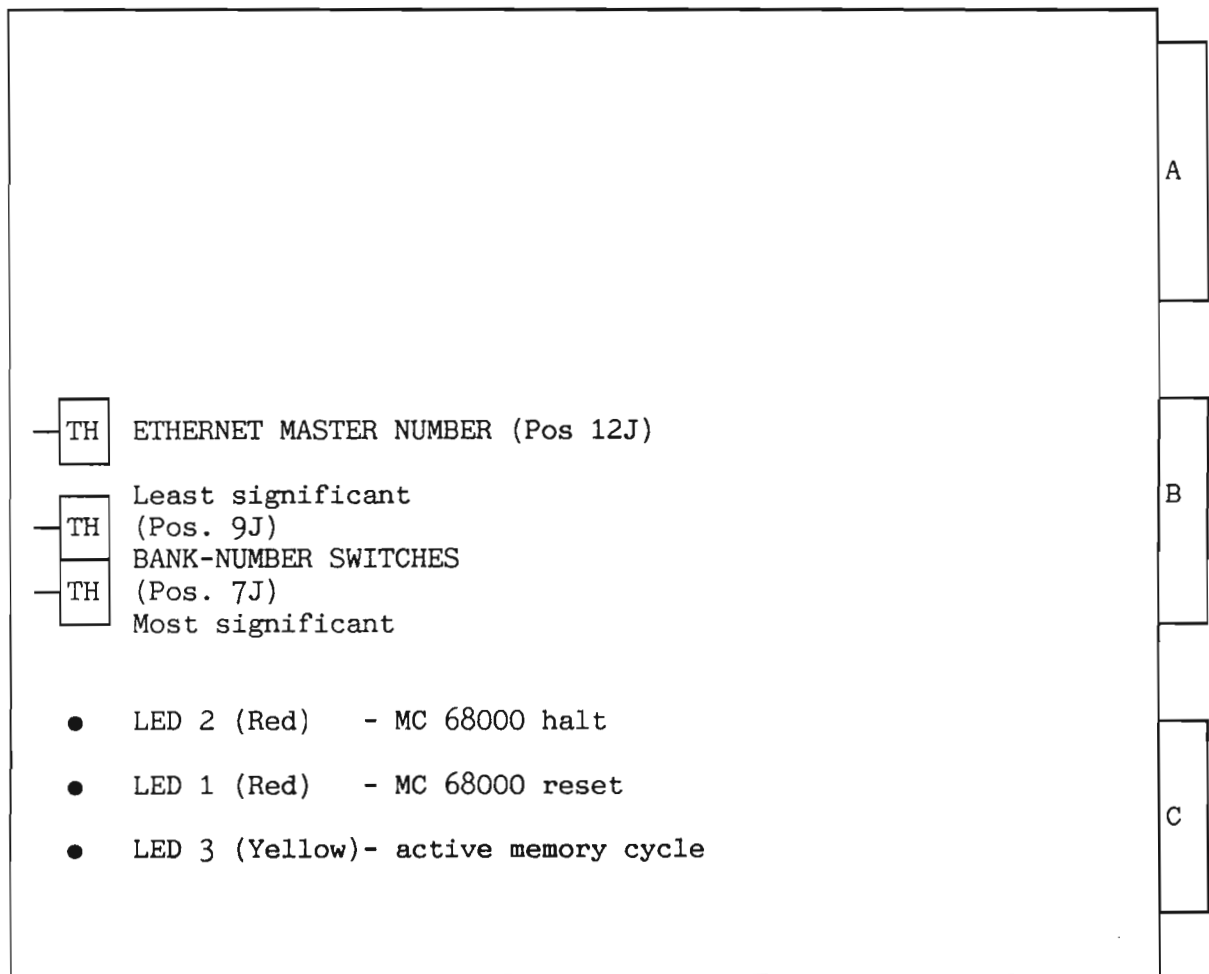 A
TH ETHERNET MASTER NUMBER (Pos 12J)
Least significant
TH (Pos. 9J)
B
BANK-NUMBER SWITCHES
TH (Pos. 7J)
Most significant
● LED 2 (Red) - MC 68000 halt
● LED 1 (Red) - MC 68000 reset
C
● LED 3 (Yellow)- active memory cycle